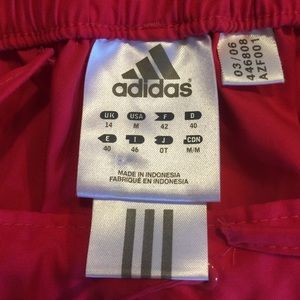 adidas
UK USA F D
14 M 42 40
E I J CDN
40 46 OT M/M
MADE IN INDONESIA
FABRIQUÉ EN INDONÉSIE
03/06
446808
AZF001